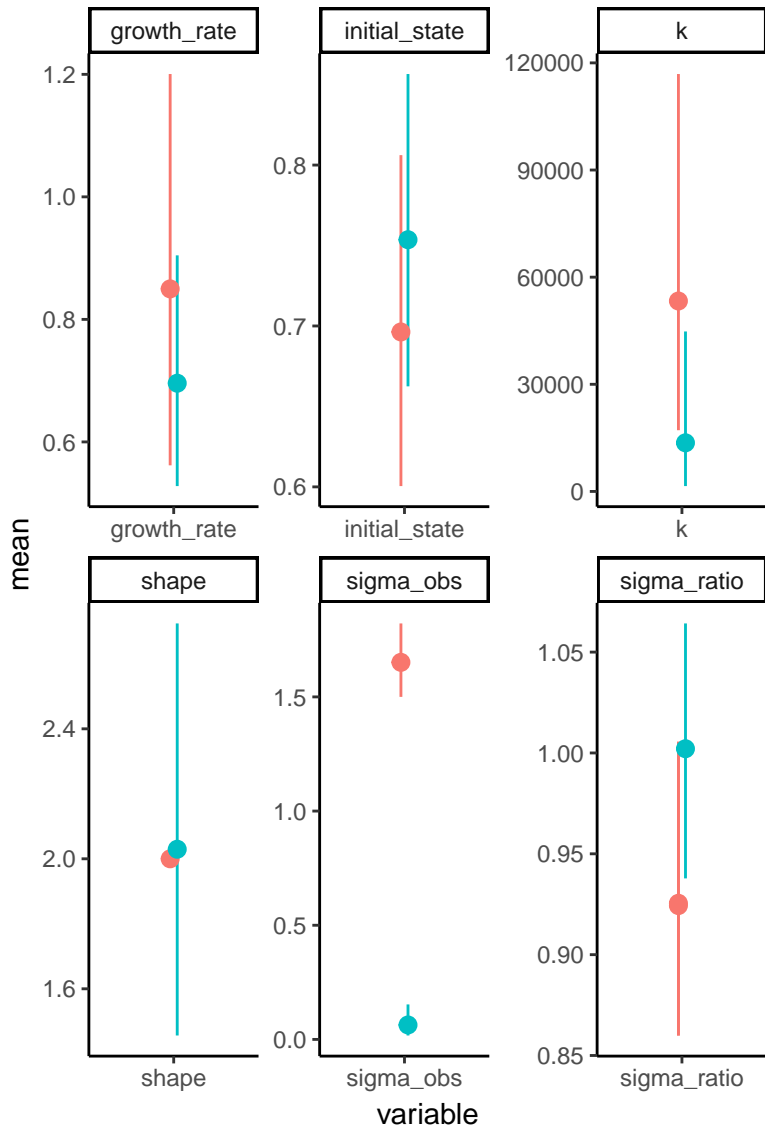 growth_rate
initial_state
k
1.2
1.0
0.8
0.6
0.8
0.7
0.6
120000
90000
60000
30000
0
growth_rate
initial_state
k
mean
shape
sigma_obs
sigma_ratio
2.4
2.0
1.6
1.5
1.0
0.5
0.0
1.05
1.00
0.95
0.90
0.85
shape
sigma_obs
sigma_ratio
variable